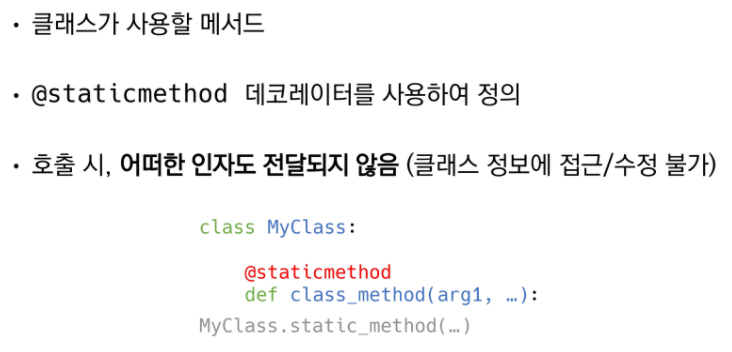 • 클래스가 사용할 메서드
• @staticmethod 데코레이터를 사용하여 정의
• 호출 시, 어떠한 인자도 전달되지 않음 (클래스 정보에 접근/수정 불가)
class MyClass:
@staticmethod
def class_method(arg1, …):
MyClass.static_method(…)